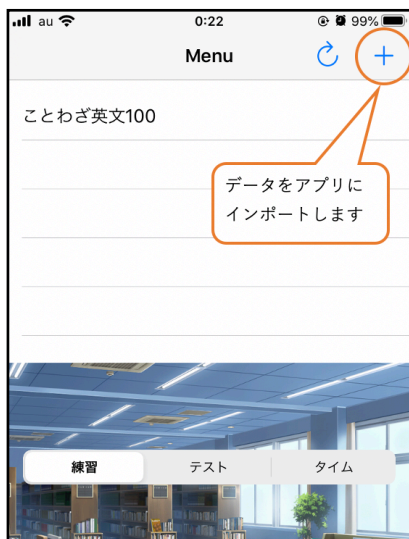 au 0:22 99%
Menu
ことわざ英文100
データをアプリに
インポートします
練習 テスト タイム